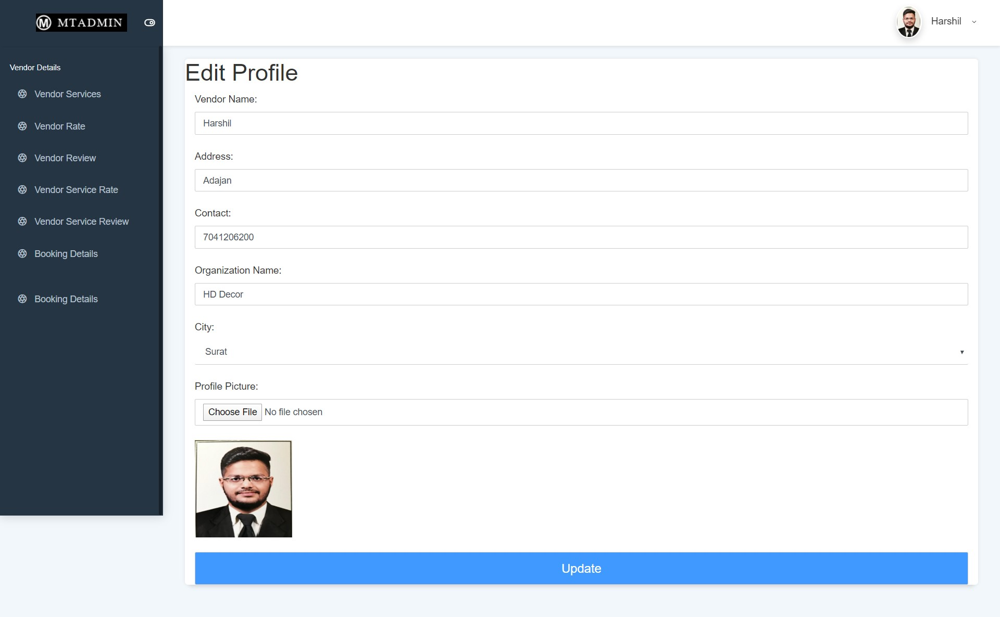 MTADMIN
Harshil
Vendor Details
Vendor Services
Vendor Rate
Vendor Review
Vendor Service Rate
Vendor Service Review
Booking Details
Booking Details
Edit Profile
Vendor Name:
Harshil
Address:
Adajan
Contact:
7041206200
Organization Name:
HD Decor
City:
Surat
Profile Picture:
Choose File No file chosen
Update